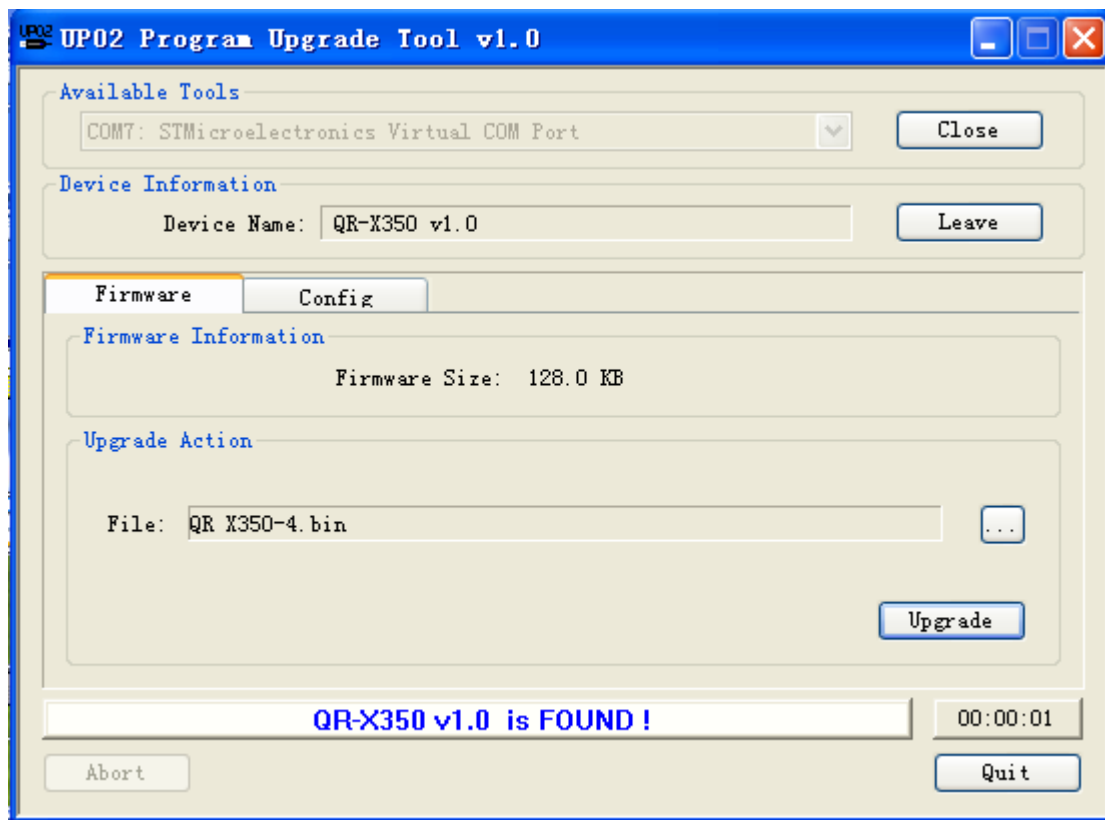 UP02 UP02 Program Upgrade Tool v1.0
Available Tools
COM7: STMicroelectronics Virtual COM Port
Close
Device Information
Device Name: QR-X350 v1.0
Leave
Firmware
Config
Firmware Information
Firmware Size: 128.0 KB
Upgrade Action
File: QR X350-4.bin
...
Upgrade
QR-X350 v1.0 is FOUND !
00:00:01
Abort
Quit